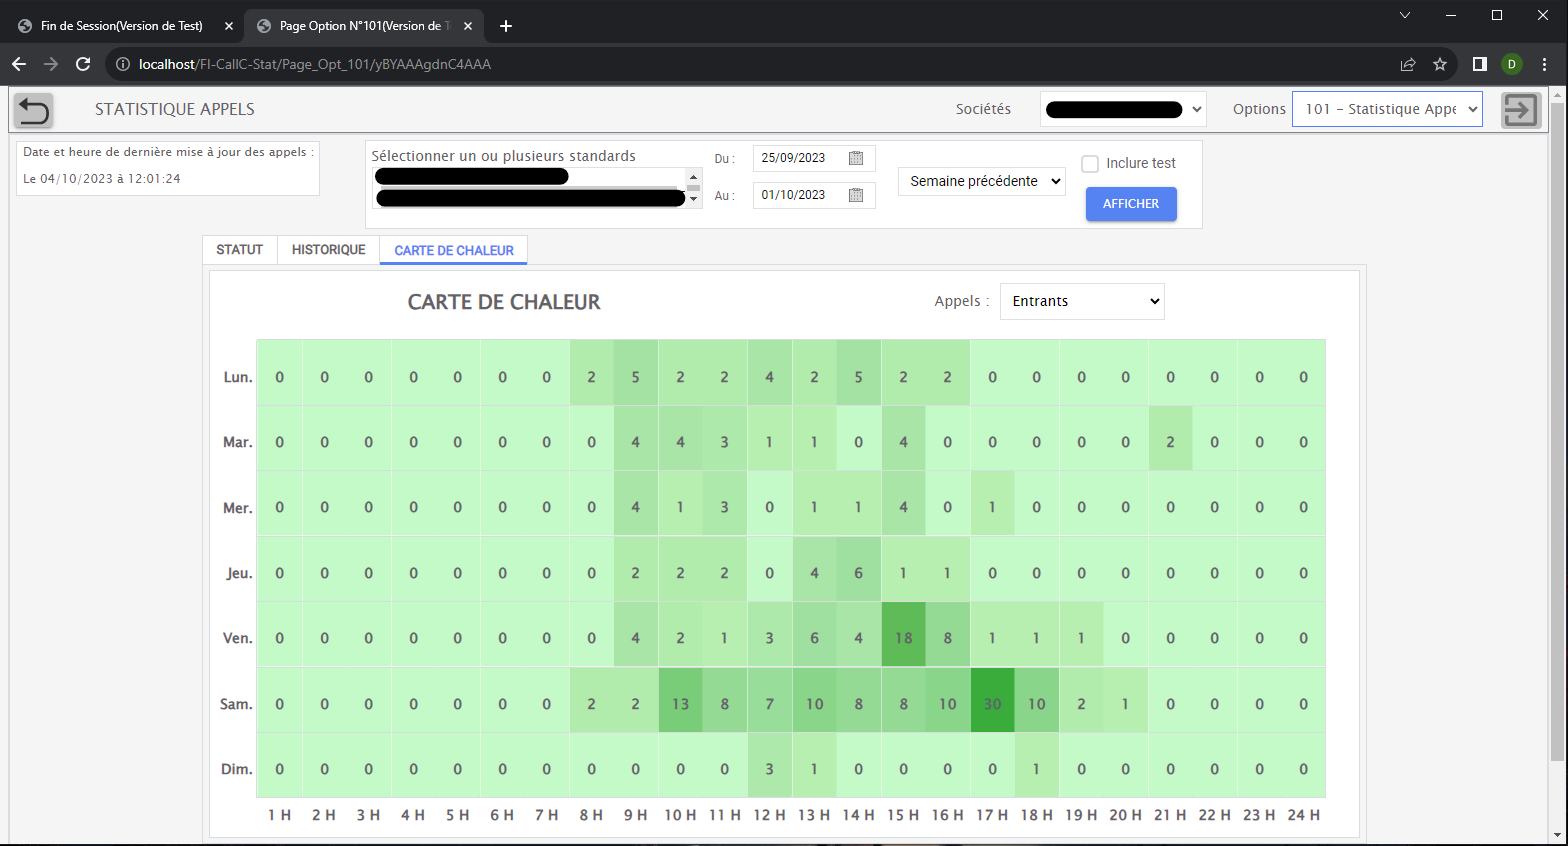 Fin de Session(Version de Test)
Page Option N°101(Version de T
localhost/FI-CallC-Stat/Page_Opt_101/yBYAAAgdnC4AAA
D
STATISTIQUE APPELS
Sociétés
Options
101 - Statistique Appe
Date et heure de dernière mise à jour des appels :
Le 04/10/2023 à 12:01:24
Sélectionner un ou plusieurs standards
Du :
25/09/2023
Au :
01/10/2023
Semaine précédente
Inclure test
AFFICHER
STATUT
HISTORIQUE
CARTE DE CHALEUR
CARTE DE CHALEUR
Appels :
Entrants
Lun. 0 0 0 0 0 0 0 2 5 2 2 4 2 5 2 2 0 0 0 0 0 0 0 0
Mar. 0 0 0 0 0 0 0 0 4 4 3 1 1 0 4 0 0 0 0 0 2 0 0 0
Mer. 0 0 0 0 0 0 0 0 4 1 3 0 1 1 4 0 1 0 0 0 0 0 0 0
Jeu. 0 0 0 0 0 0 0 0 2 2 2 0 4 6 1 1 0 0 0 0 0 0 0 0
Ven. 0 0 0 0 0 0 0 0 4 2 1 3 6 4 18 8 1 1 1 0 0 0 0 0
Sam. 0 0 0 0 0 0 0 2 2 13 8 7 10 8 8 10 30 10 2 1 0 0 0 0
Dim. 0 0 0 0 0 0 0 0 0 0 0 3 1 0 0 0 0 1 0 0 0 0 0 0
1 H 2 H 3 H 4 H 5 H 6 H 7 H 8 H 9 H 10 H 11 H 12 H 13 H 14 H 15 H 16 H 17 H 18 H 19 H 20 H 21 H 22 H 23 H 24 H